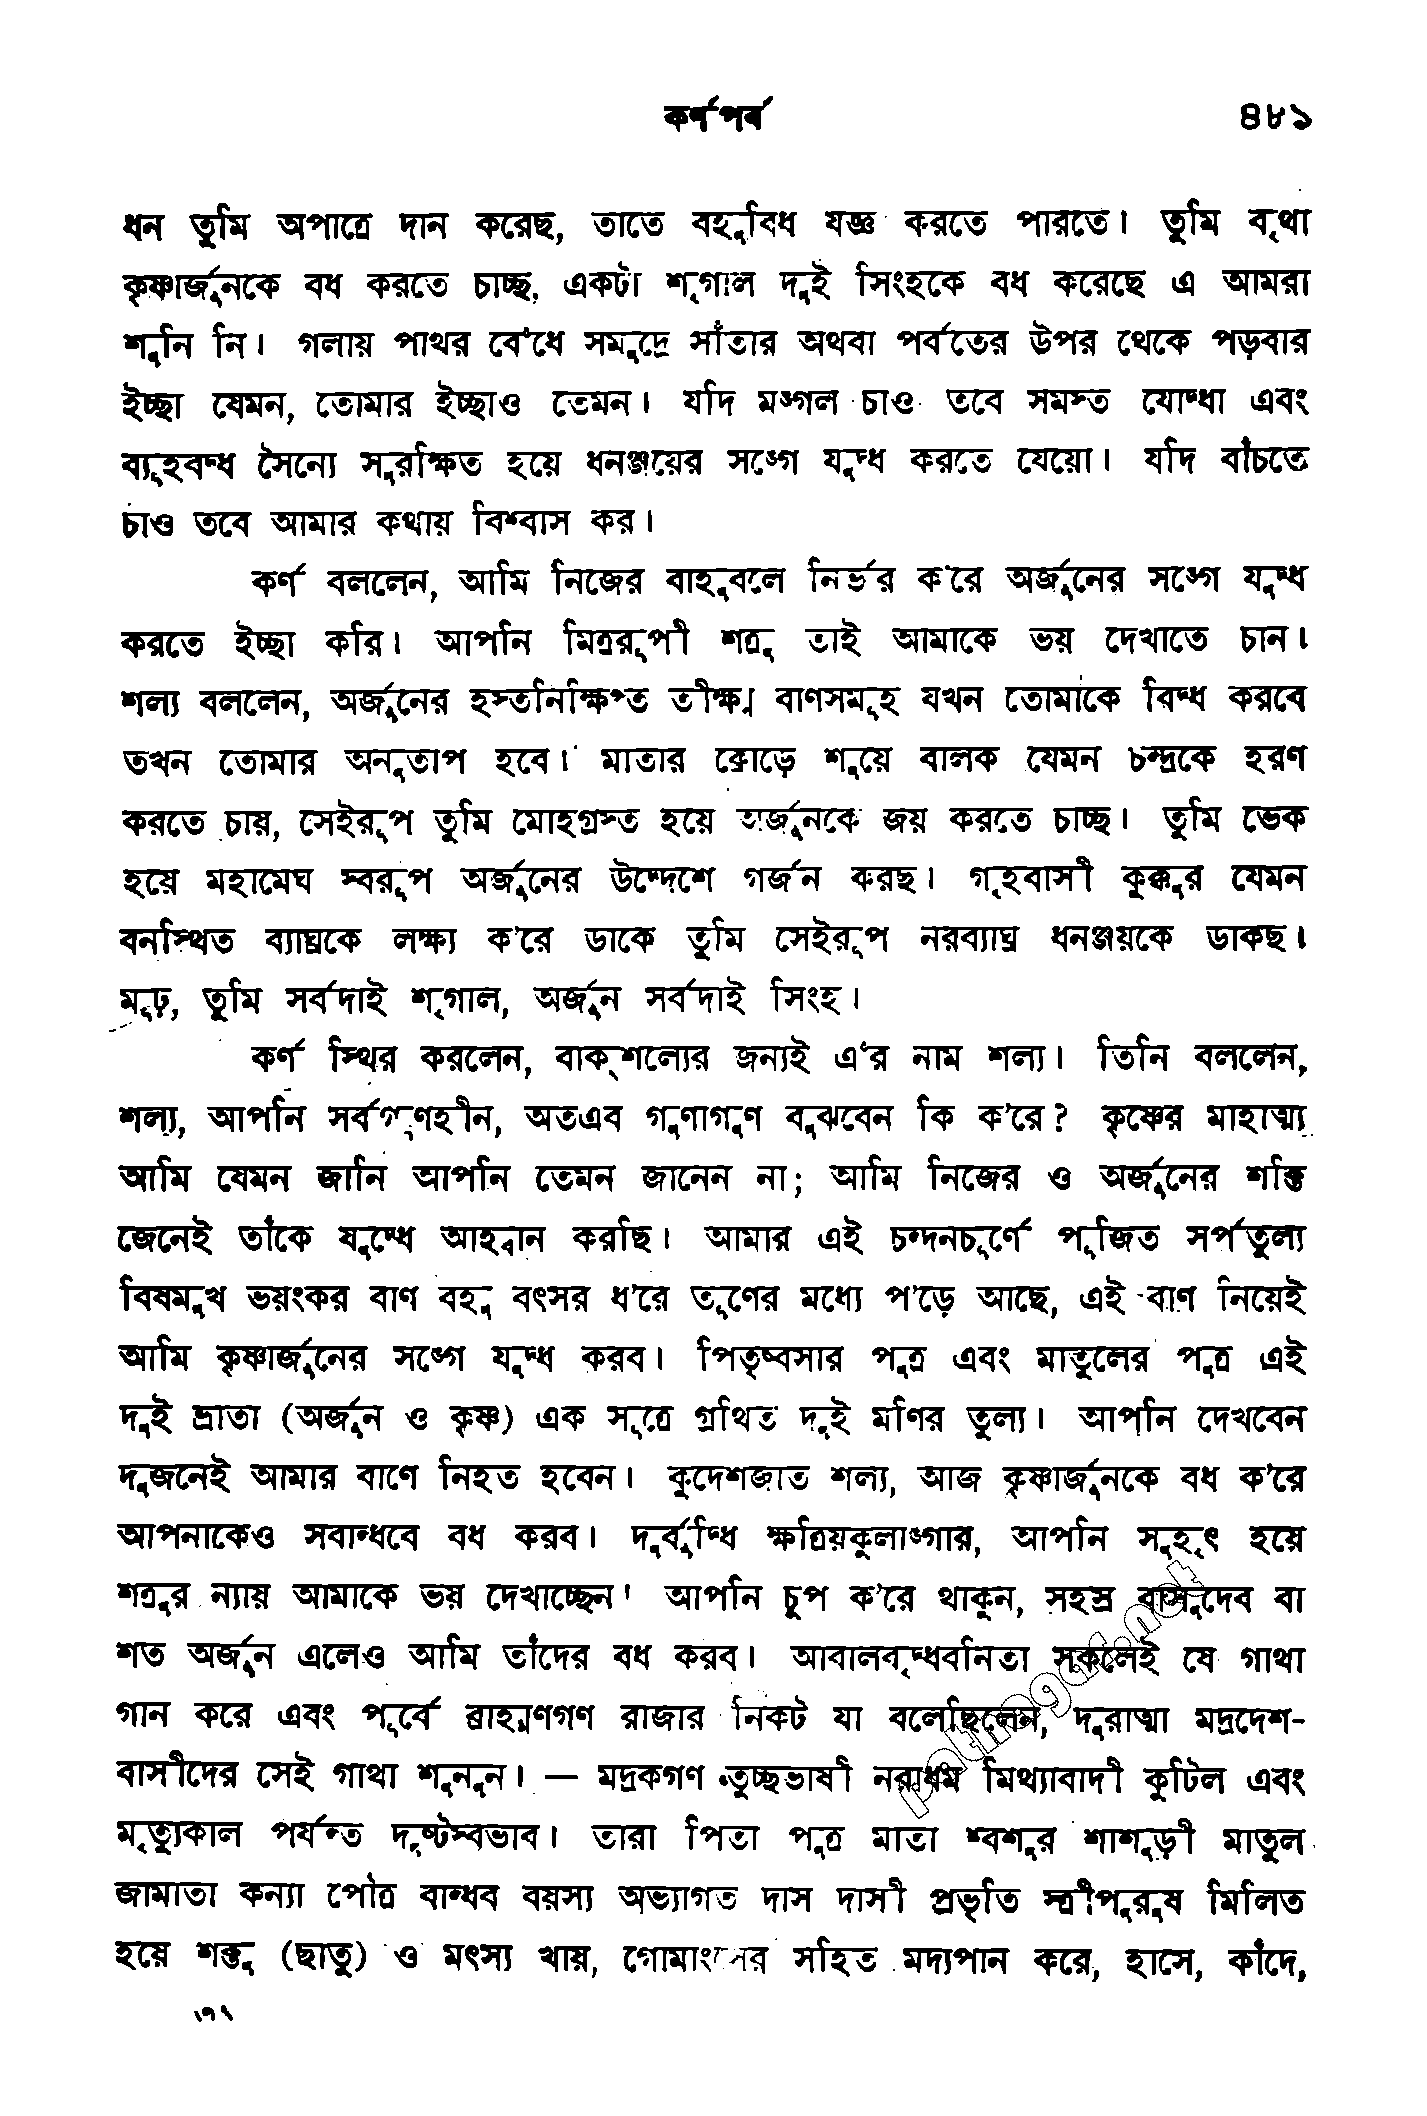 কর্ণপর্ব ৪৮১
ধন তুমি অপাত্রে দান করেছ, তাতে বহুবিধ যজ্ঞ করতে পারতে। তুমি বৃথা
কৃষ্ণার্জুনকে বধ করতে চাচ্ছ, একটা শৃগাল দুই সিংহকে বধ করেছে এ আমরা
শুনি নি। গলায় পাথর বেঁধে সমুদ্রে সাঁতার অথবা পর্বতের উপর থেকে পড়বার
ইচ্ছা যেমন, তোমার ইচ্ছাও তেমন। যদি মঙ্গল চাও তবে সমস্ত যোদ্ধা এবং
ব্যূহবদ্ধ সৈন্যে সুরক্ষিত হয়ে ধনঞ্জয়ের সঙ্গে যুদ্ধ করতে যেয়ো। যদি বাঁচতে
চাও তবে আমার কথায় বিশ্বাস কর।
কর্ণ বললেন, আমি নিজের বাহুবলে নির্ভর ক’রে অর্জুনের সঙ্গে যুদ্ধ
করতে ইচ্ছা করি। আপনি মিত্ররূপী শত্রু তাই আমাকে ভয় দেখাতে চান।
শল্য বললেন, অর্জুনের হস্তনিক্ষিপ্ত তীক্ষ্ণ বাণসমূহ যখন তোমাকে বিদ্ধ করবে
তখন তোমার অনুতাপ হবে। মাতার ক্রোড়ে শুয়ে বালক যেমন চন্দ্রকে হরণ
করতে চায়, সেইরূপ তুমি মোহগ্রস্ত হয়ে অর্জুনকে জয় করতে চাচ্ছ। তুমি ভেক
হয়ে মহামেঘ স্বরূপ অর্জুনের উদ্দেশে গর্জন করছ। গৃহবাসী কুক্কুর যেমন
বনস্থিত ব্যাঘ্রকে লক্ষ্য ক’রে ডাকে তুমি সেইরূপ নরব্যাঘ্র ধনঞ্জয়কে ডাকছ।
মূঢ়, তুমি সর্বদাই শৃগাল, অর্জুন সর্বদাই সিংহ।
কর্ণ স্থির করলেন, বাক্‌শল্যের জন্যই এঁর নাম শল্য। তিনি বললেন,
শল্য, আপনি সর্বগুণহীন, অতএব গুণাগুণ বুঝবেন কি ক’রে? কৃষ্ণের মাহাত্ম্য
আমি যেমন জানি আপনি তেমন জানেন না; আমি নিজের ও অর্জুনের শক্তি
জেনেই তাঁকে যুদ্ধে আহ্বান করছি। আমার এই চন্দনচূর্ণে পূজিত সর্পতুল্য
বিষমুখ ভয়ংকর বাণ বহু বৎসর ধ’রে তূণের মধ্যে প’ড়ে আছে, এই বাণ নিয়েই
আমি কৃষ্ণার্জুনের সঙ্গে যুদ্ধ করব। পিতৃষ্বসার পুত্র এবং মাতুলের পুত্র এই
দুই ভ্রাতা (অর্জুন ও কৃষ্ণ) এক সূত্রে গ্রথিত দুই মণির তুল্য। আপনি দেখবেন
দুজনেই আমার বাণে নিহত হবেন। কুদেশজাত শল্য, আজ কৃষ্ণার্জুনকে বধ ক’রে
আপনাকেও সবান্ধবে বধ করব। দুর্বুদ্ধি ক্ষত্রিয়কুলাঙ্গার, আপনি সুহৃৎ হয়ে
শত্রুর ন্যায় আমাকে ভয় দেখাচ্ছেন। আপনি চুপ ক’রে থাকুন, সহস্র বাসুদেব বা
শত অর্জুন এলেও আমি তাঁদের বধ করব। আবালবৃদ্ধবনিতা সকলেই যে গাথা
গান করে এবং পূর্বে ব্রাহ্মণগণ রাজার নিকট যা বলেছিলেন, দুরাত্মা মদ্রদেশ-
বাসীদের সেই গাথা শুনুন। — মদ্রকগণ তুচ্ছভাষী নরাধম মিথ্যাবাদী কুটিল এবং
মৃত্যুকাল পর্যন্ত দুষ্টস্বভাব। তারা পিতা পুত্র মাতা শ্বশুর শাশুড়ী মাতুল
জামাতা কন্যা পৌত্র বান্ধব বয়স্য অভ্যাগত দাস দাসী প্রভৃতি স্ত্রীপুরুষ মিলিত
হয়ে শক্তু (ছাতু) ও মৎস্য খায়, গোমাংসের সহিত মদ্যপান করে, হাসে, কাঁদে,
৩১
pathagar.net